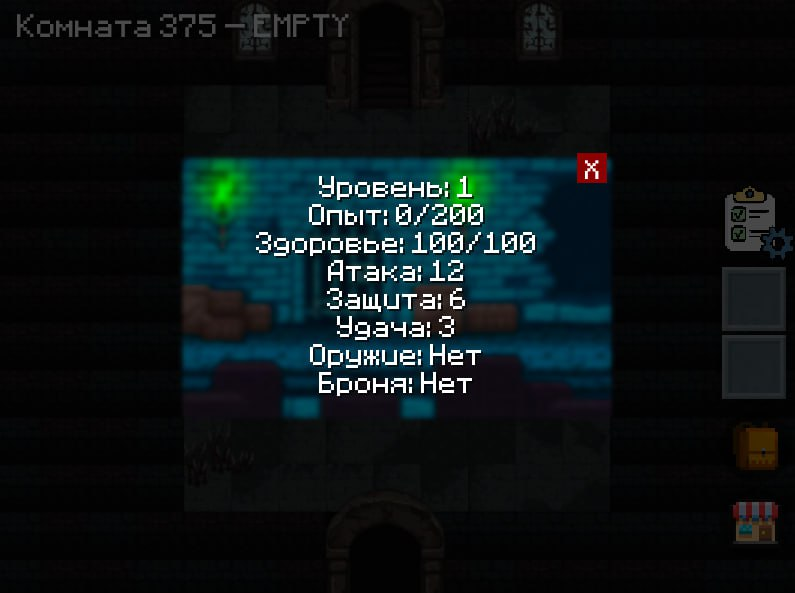 Комната 375 — EMPTY
X
Уровень: 1
Опыт: 0/200
Здоровье: 100/100
Атака: 12
Защита: 6
Удача: 3
Оружие: Нет
Броня: Нет